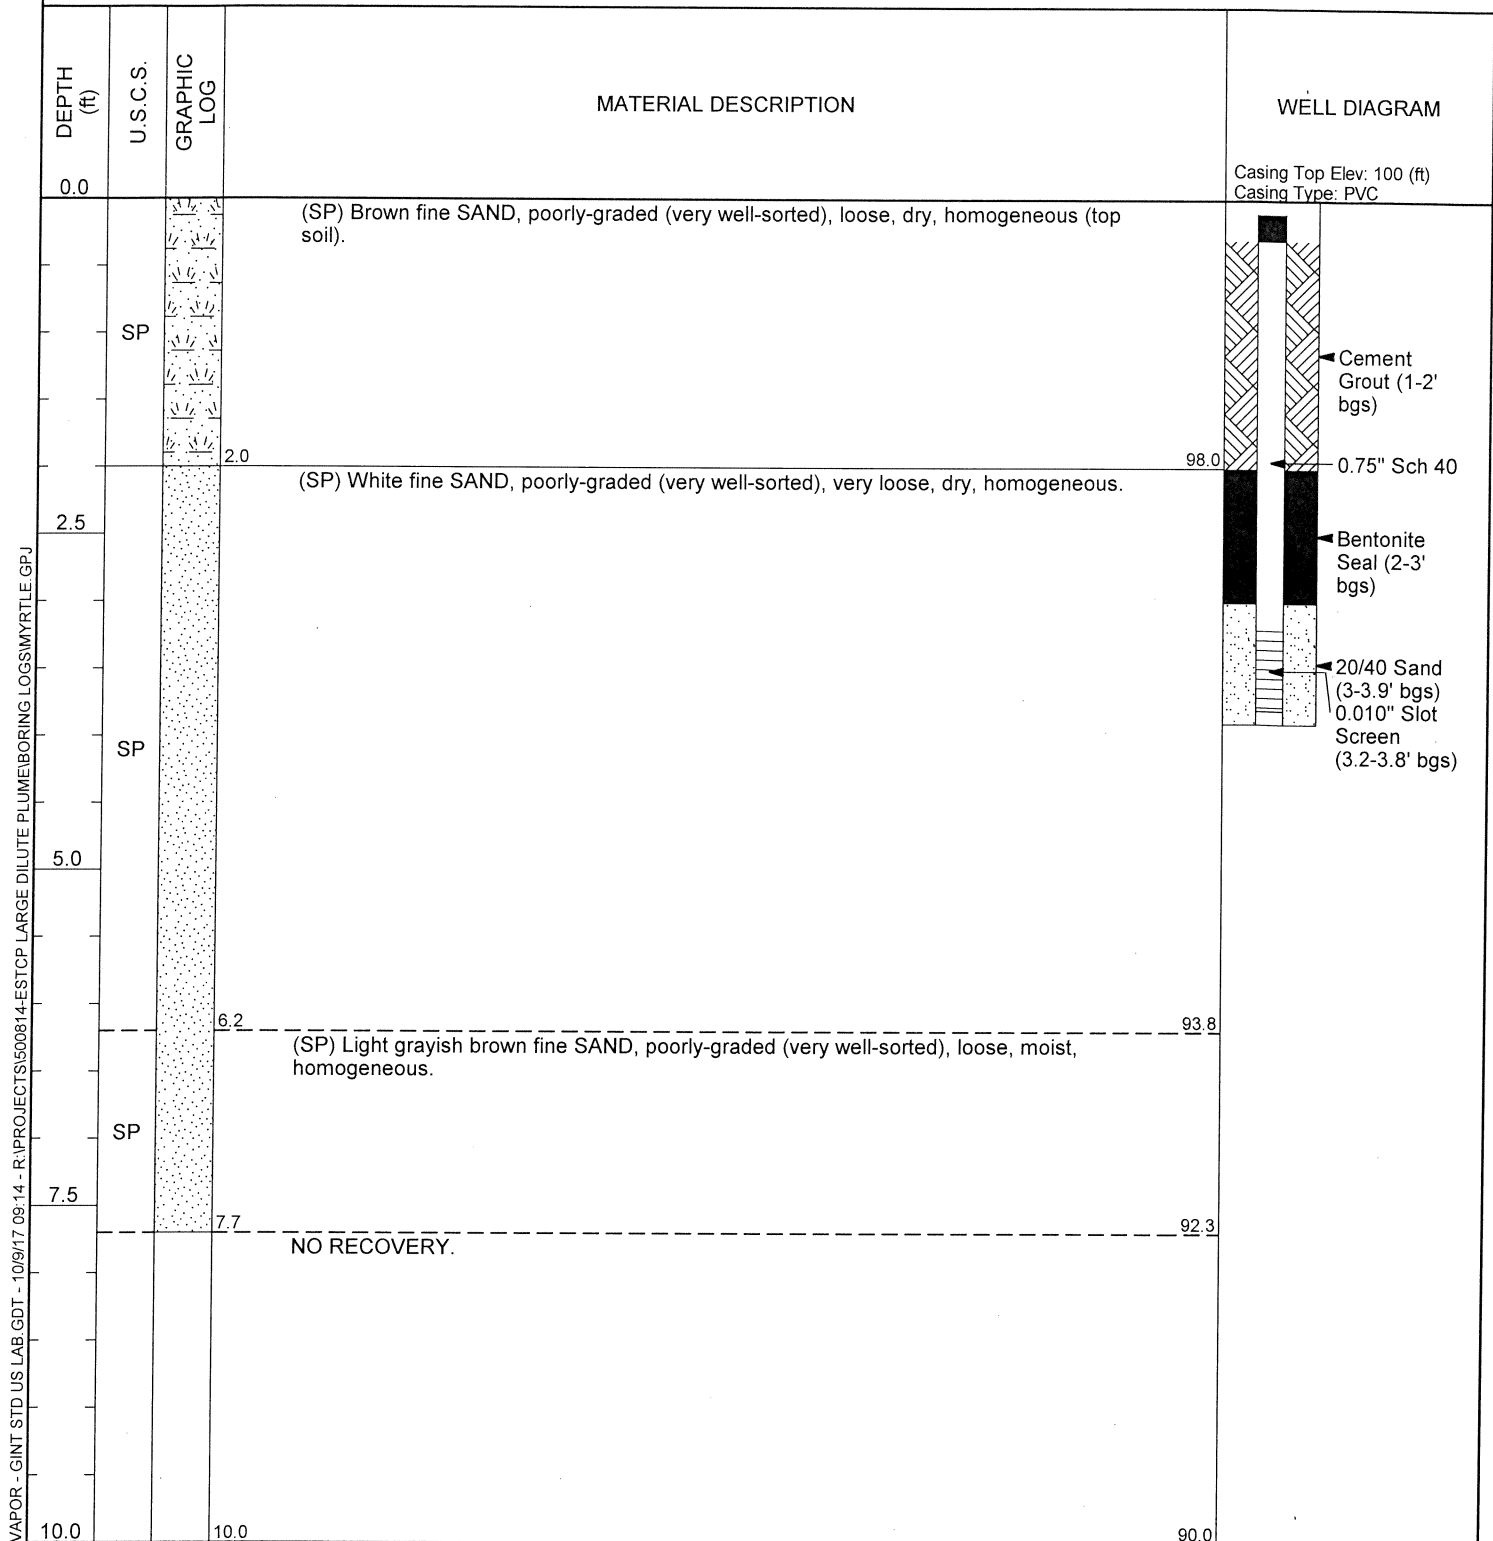 DEPTH
(ft)
U.S.C.S.
GRAPHIC
LOG
MATERIAL DESCRIPTION
WELL DIAGRAM
Casing Top Elev: 100 (ft)
Casing Type: PVC
0.0
(SP) Brown fine SAND, poorly-graded (very well-sorted), loose, dry, homogeneous (top
soil).
SP
Cement
Grout (1-2'
bgs)
2.0
98.0
0.75" Sch 40
(SP) White fine SAND, poorly-graded (very well-sorted), very loose, dry, homogeneous.
2.5
Bentonite
Seal (2-3'
bgs)
20/40 Sand
(3-3.9' bgs)
0.010" Slot
Screen
(3.2-3.8' bgs)
SP
5.0
6.2
93.8
(SP) Light grayish brown fine SAND, poorly-graded (very well-sorted), loose, moist,
homogeneous.
SP
7.5
7.7
92.3
NO RECOVERY.
10.0
10.0
90.0
VAPOR - GINT STD US LAB.GDT - 10/9/17 09:14 - R:\PROJECTS\500814-ESTCP LARGE DILUTE PLUME\BORING LOGS\MYRTLE.GPJ